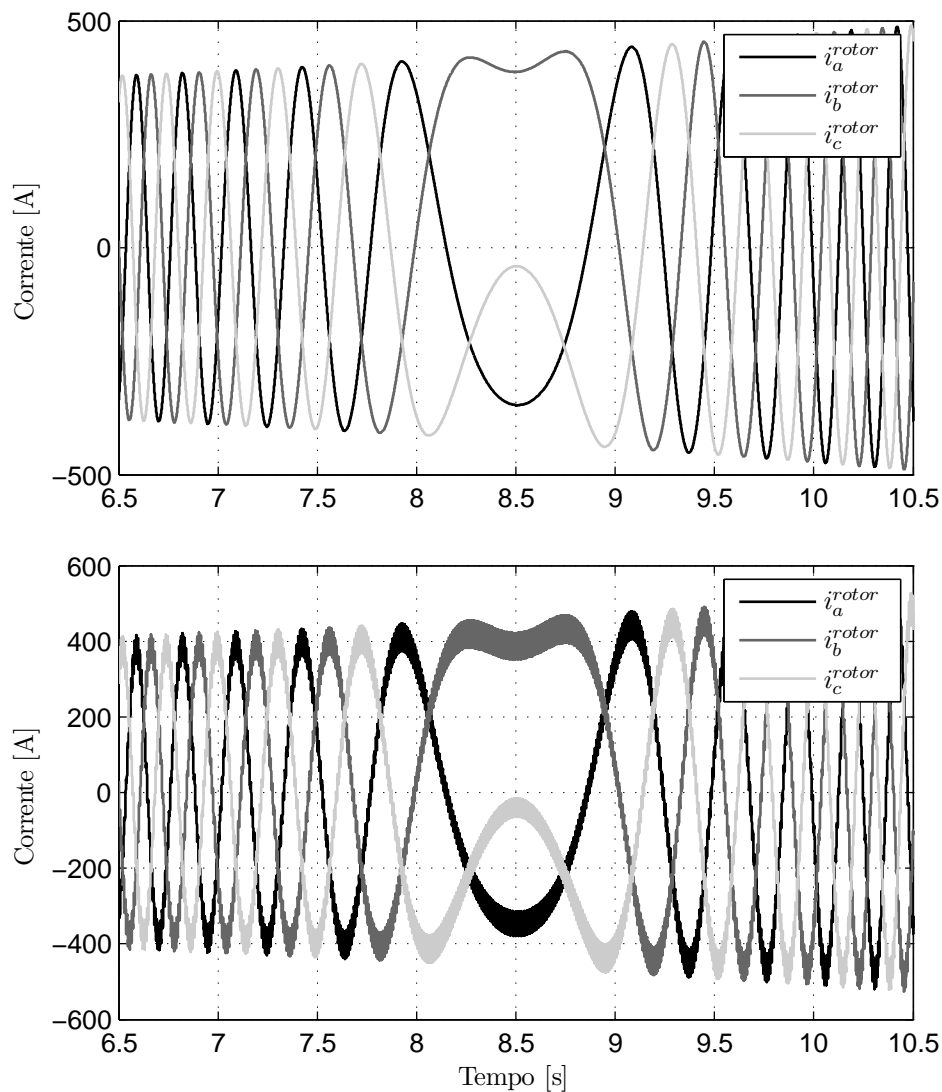 500
0
−500
Corrente [A]
i_a^{rotor}
i_b^{rotor}
i_c^{rotor}
6.5 7 7.5 8 8.5 9 9.5 10 10.5
600
400
200
0
−200
−400
−600
Corrente [A]
i_a^{rotor}
i_b^{rotor}
i_c^{rotor}
6.5 7 7.5 8 8.5 9 9.5 10 10.5
Tempo [s]